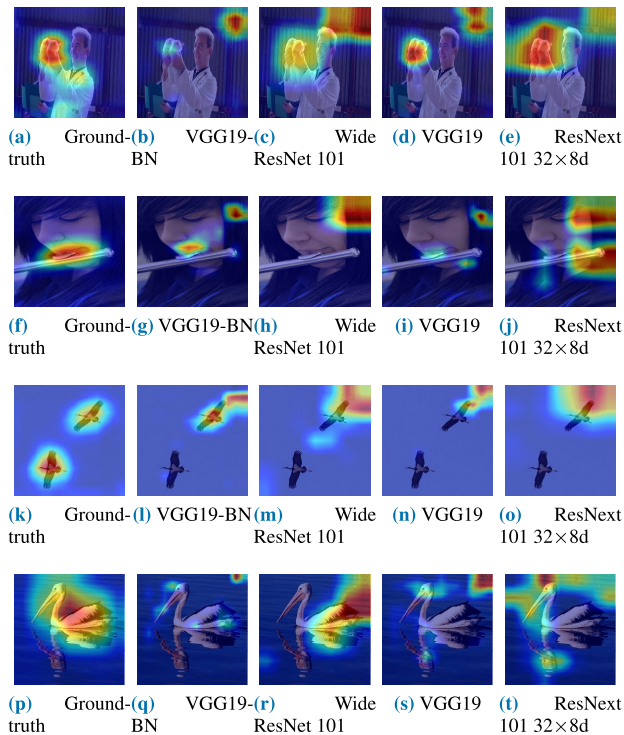 (a) Ground-truth
(b) VGG19-BN
(c) Wide ResNet 101
(d) VGG19
(e) ResNext 101 32×8d
(f) Ground-truth
(g) VGG19-BN
(h) Wide ResNet 101
(i) VGG19
(j) ResNext 101 32×8d
(k) Ground-truth
(l) VGG19-BN
(m) Wide ResNet 101
(n) VGG19
(o) ResNext 101 32×8d
(p) Ground-truth
(q) VGG19-BN
(r) Wide ResNet 101
(s) VGG19
(t) ResNext 101 32×8d